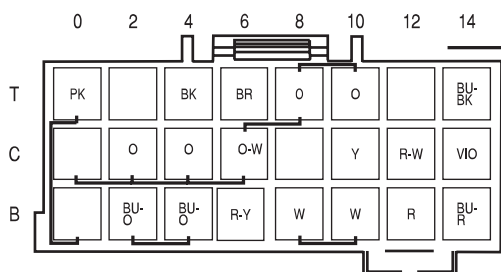 0 2 4 6 8 10 12 14
T PK BK BR O O BU-
BK
C O O O-W Y R-W VIO
B BU-
O BU-
O R-Y W W R BU-
R